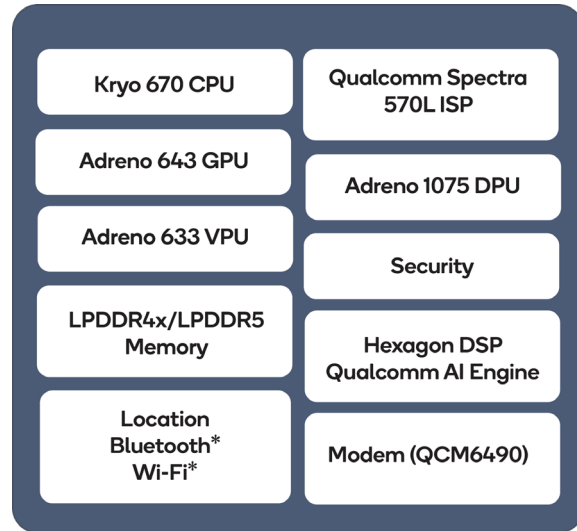 Kryo 670 CPU
Adreno 643 GPU
Adreno 633 VPU
LPDDR4x/LPDDR5
Memory
Location
Bluetooth*
Wi-Fi*
Qualcomm Spectra
570L ISP
Adreno 1075 DPU
Security
Hexagon DSP
Qualcomm AI Engine
Modem (QCM6490)